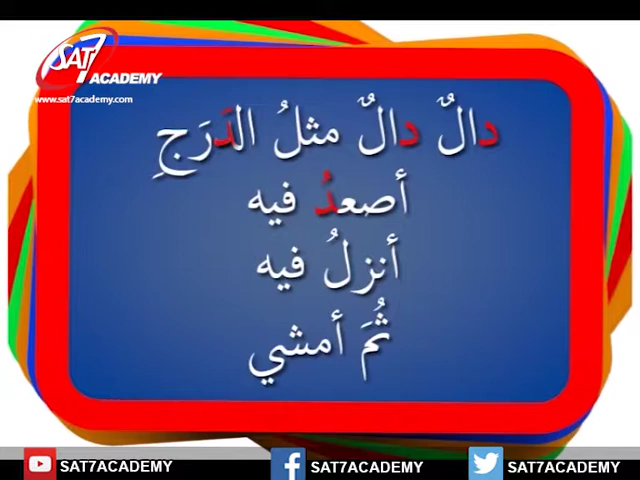 SAT7
ACADEMY
www.sat7academy.com
دالٌ دالٌ مثلُ الدَرَجِ
أصعدُ فيه
أنزلُ فيه
ثُمَ أمشي
SAT7ACADEMY SAT7ACADEMY SAT7ACADEMY